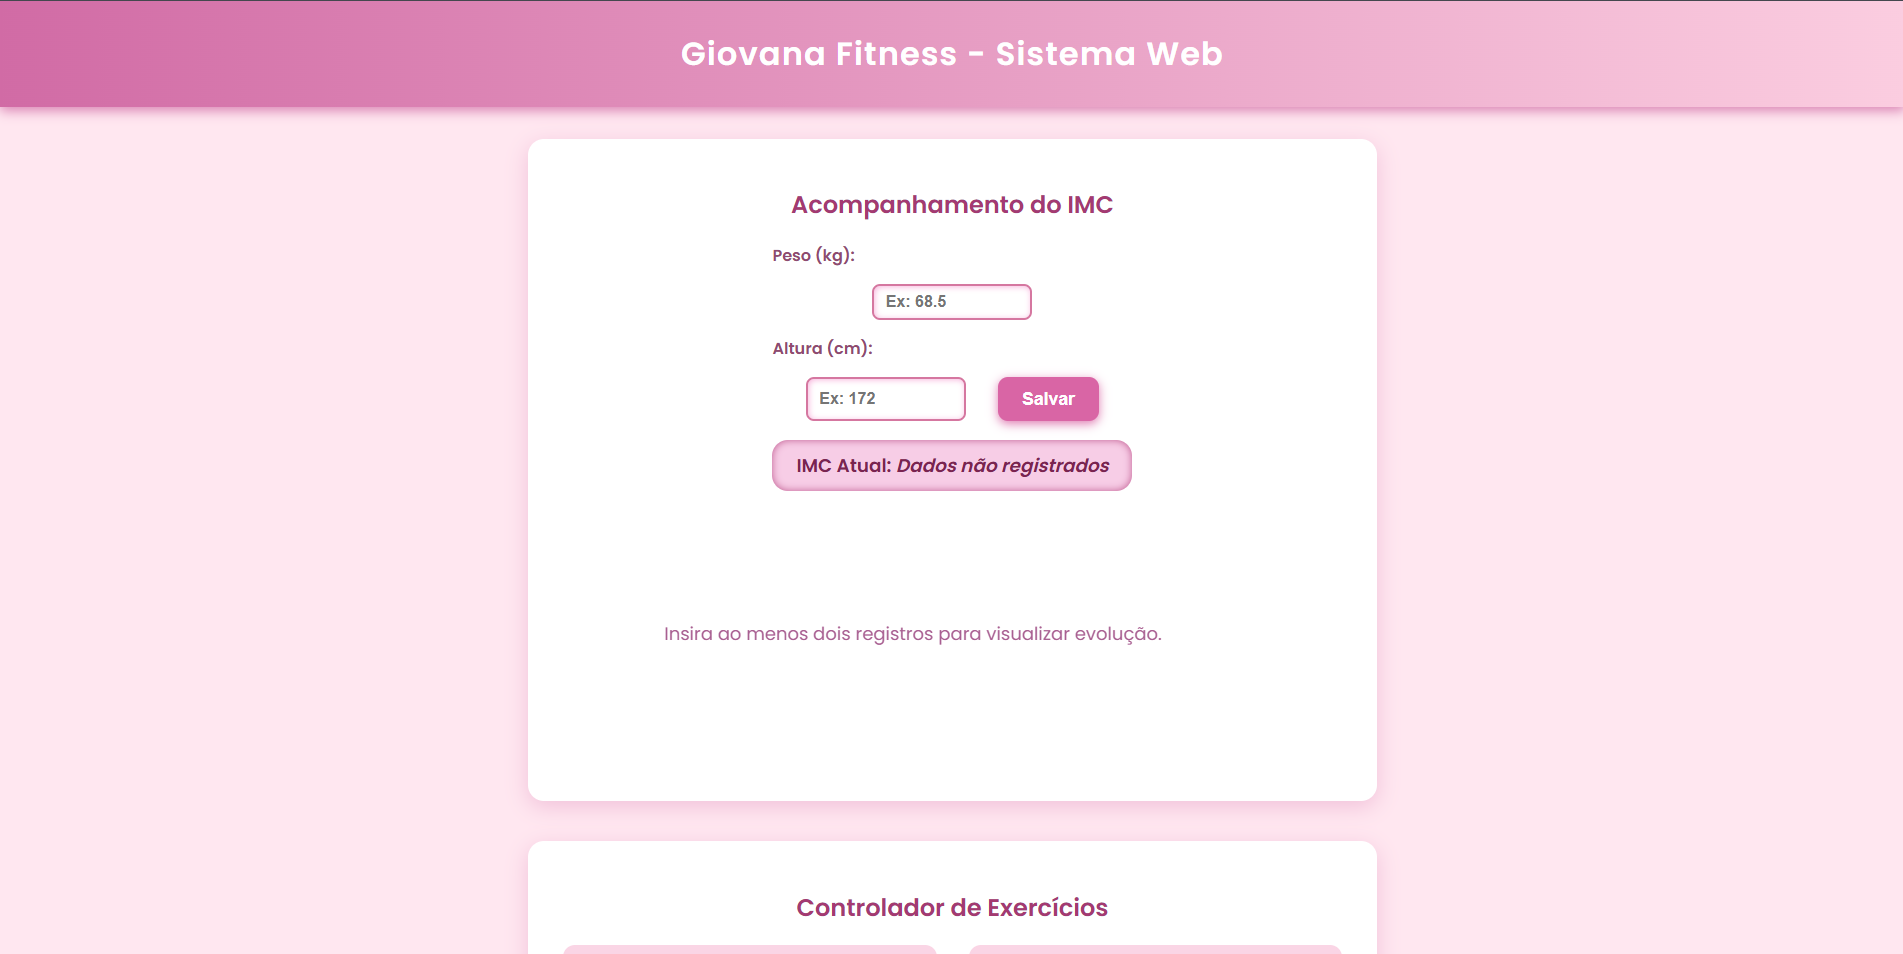 Giovana Fitness - Sistema Web
Acompanhamento do IMC
Peso (kg):
Ex: 68.5
Altura (cm):
Ex: 172
Salvar
IMC Atual: Dados não registrados
Insira ao menos dois registros para visualizar evolução.
Controlador de Exercícios